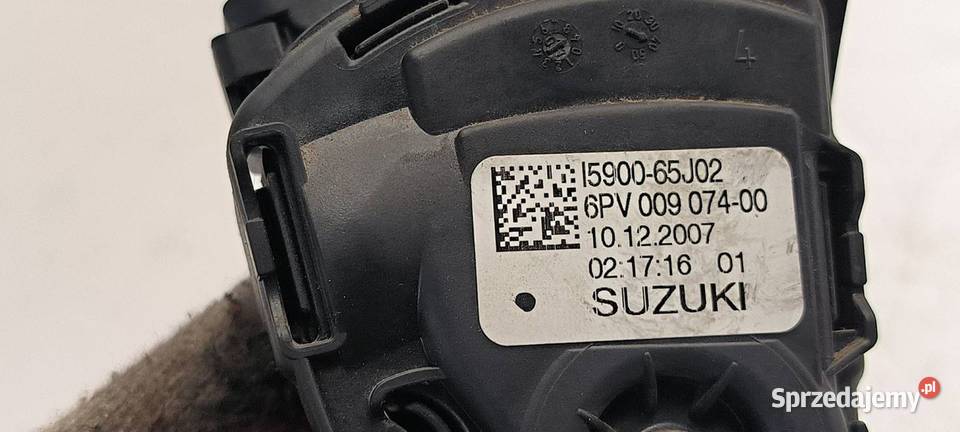 4
I5900-65J02
6PV 009 074-00
10.12.2007
02:17:16 01
SUZUKI
Sprzedajemy.pl